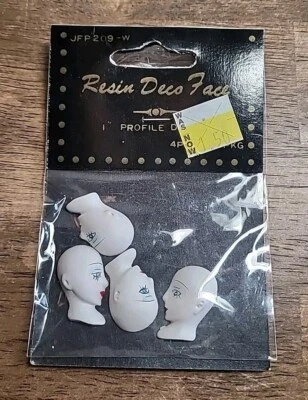 JFP209-W
Resin Deco Face
WAS
NOW
1" PROFILE D
4P
PKG